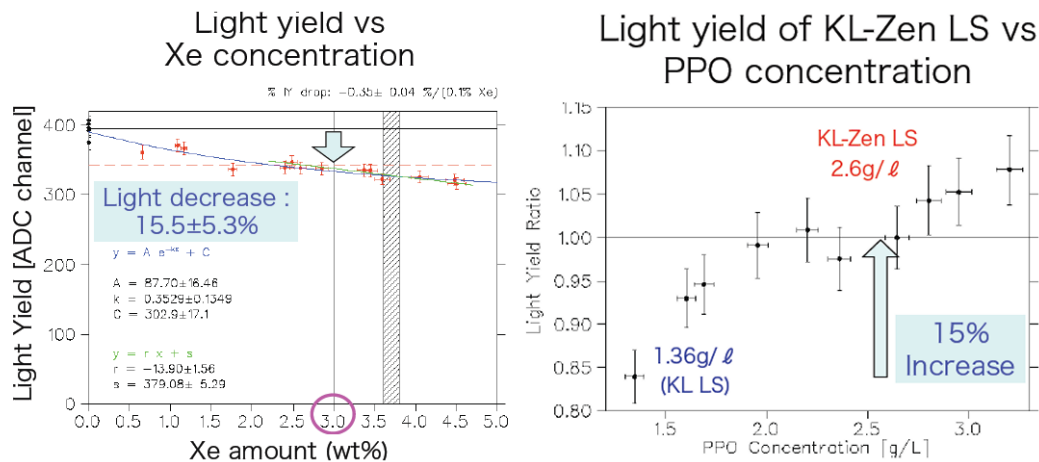 Light yield vs
Xe concentration
% lY drop: -0.35± 0.04 %/[0.1% Xe]
Light Yield [ADC channel]
400
300
200
100
0
Light decrease :
15.5±5.3%
y = A e^-kx + C
A = 87.70±16.46
k = 0.3529±0.1349
C = 302.9±17.1
y = r x + s
r = -13.90±1.56
s = 379.08± 5.29
0.0 0.5 1.0 1.5 2.0 2.5 3.0 3.5 4.0 4.5 5.0
Xe amount (wt%)
Light yield of KL-Zen LS vs
PPO concentration
Light Yield Ratio
1.15
1.10
1.05
1.00
0.95
0.90
0.85
0.80
KL-Zen LS
2.6g/ℓ
1.36g/ℓ
(KL LS)
15%
Increase
1.5 2.0 2.5 3.0
PPO Concentration [g/L]